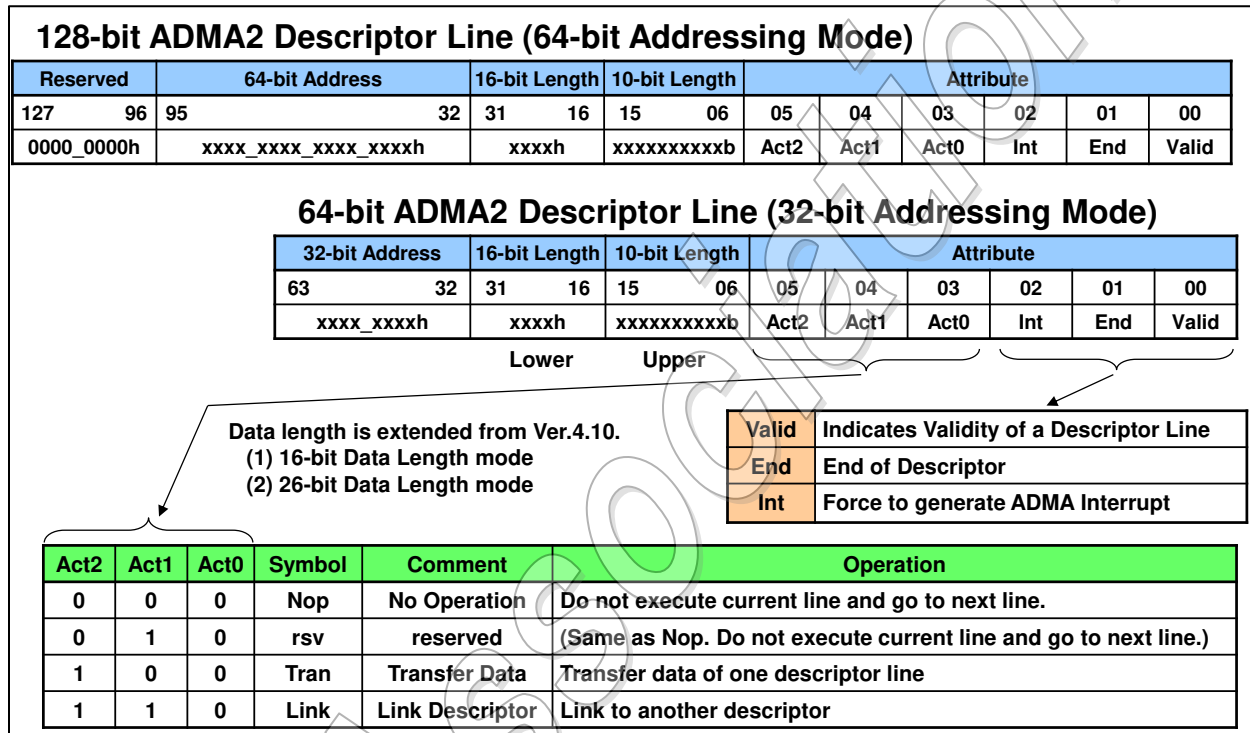 128-bit ADMA2 Descriptor Line (64-bit Addressing Mode)
Reserved 64-bit Address 16-bit Length 10-bit Length Attribute
127 96 95 32 31 16 15 06 05 04 03 02 01 00
0000_0000h xxxx_xxxx_xxxx_xxxxh xxxxh xxxxxxxxxxb Act2 Act1 Act0 Int End Valid
64-bit ADMA2 Descriptor Line (32-bit Addressing Mode)
32-bit Address 16-bit Length 10-bit Length Attribute
63 32 31 16 15 06 05 04 03 02 01 00
xxxx_xxxxh xxxxh xxxxxxxxxxb Act2 Act1 Act0 Int End Valid
Lower Upper
Data length is extended from Ver.4.10.
(1) 16-bit Data Length mode
(2) 26-bit Data Length mode
Valid Indicates Validity of a Descriptor Line
End End of Descriptor
Int Force to generate ADMA Interrupt
Act2 Act1 Act0 Symbol Comment Operation
0 0 0 Nop No Operation Do not execute current line and go to next line.
0 1 0 rsv reserved (Same as Nop. Do not execute current line and go to next line.)
1 0 0 Tran Transfer Data Transfer data of one descriptor line
1 1 0 Link Link Descriptor Link to another descriptor
ssociation